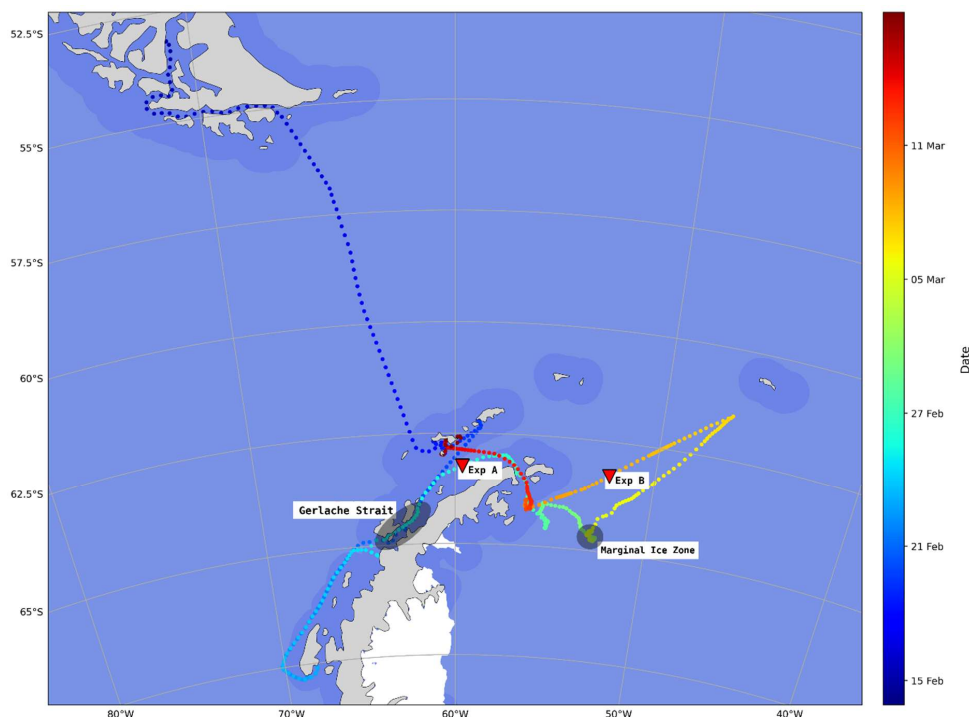 52.5°S
55°S
57.5°S
60°S
62.5°S
65°S
80°W
70°W
60°W
50°W
40°W
Exp A
Exp B
Gerlache Strait
Marginal Ice Zone
11 Mar
05 Mar
27 Feb
21 Feb
15 Feb
Date